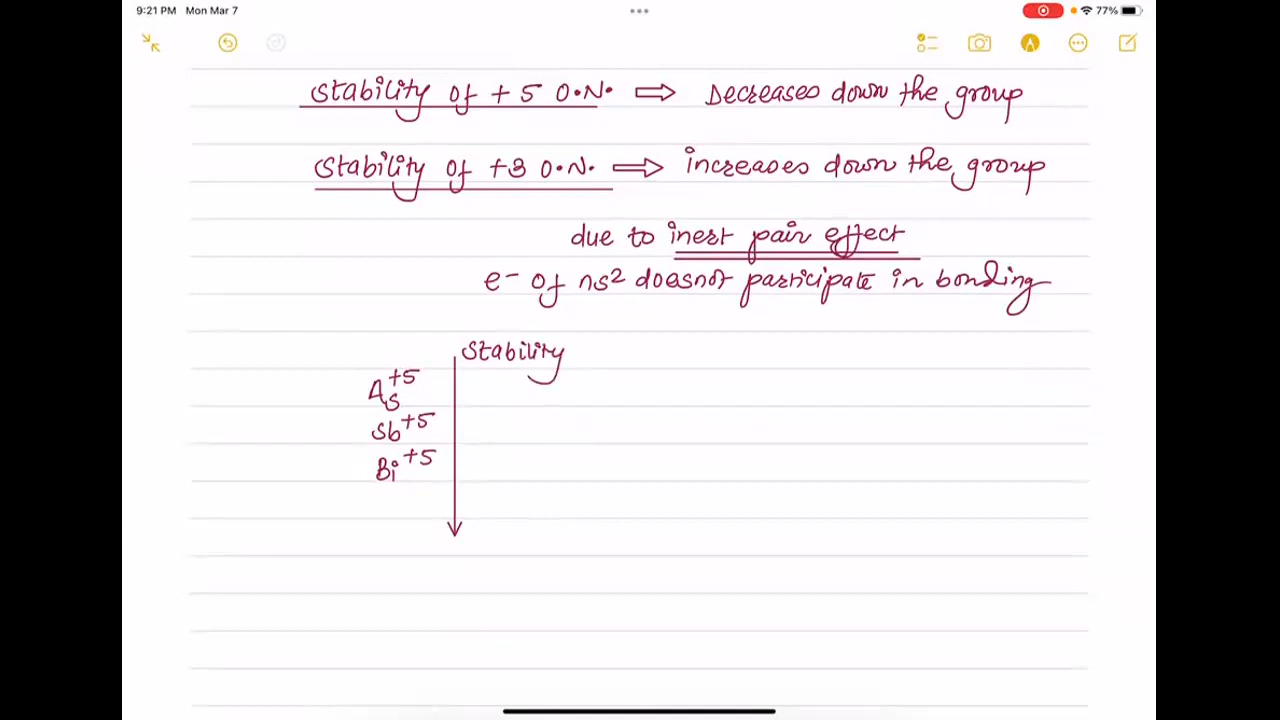 9:21 PM Mon Mar 7
77%
Stability of +5 O.N. ⇒ Decreases down the group
Stability of +3 O.N. ⇒ increases down the group
due to inert pair effect
e⁻ of ns² doesnot participate in bonding
Stability
As⁺⁵
Sb⁺⁵
Bi⁺⁵